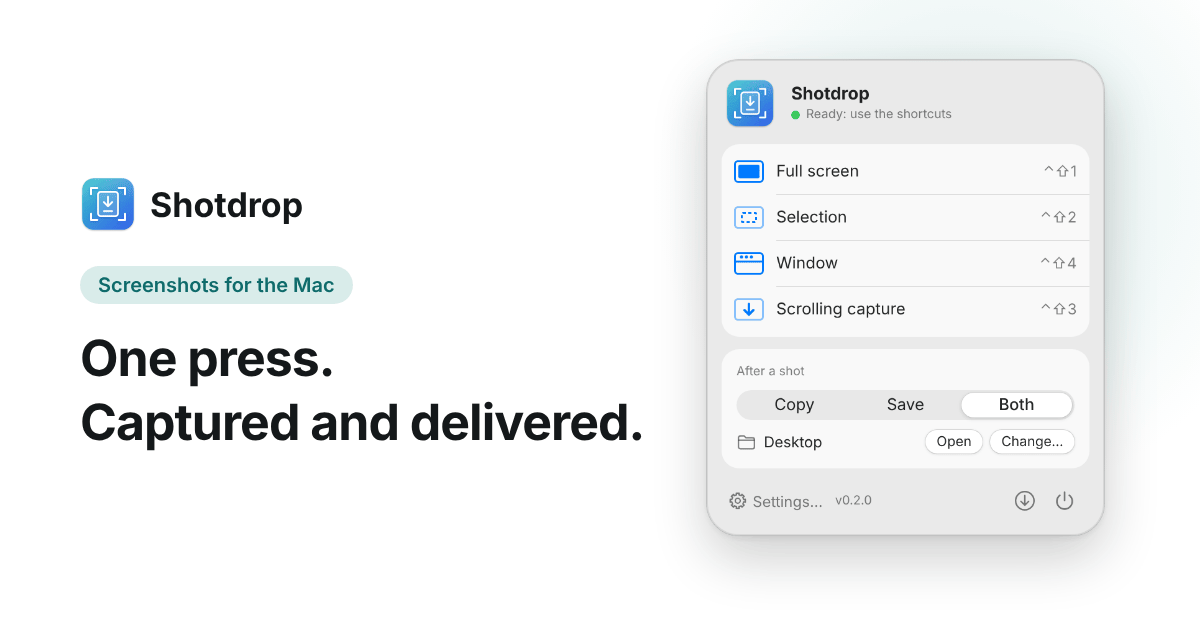 Shotdrop
Screenshots for the Mac
One press.
Captured and delivered.
Shotdrop
Ready: use the shortcuts
Full screen ^⇧1
Selection ^⇧2
Window ^⇧4
Scrolling capture ^⇧3
After a shot
Copy Save Both
Desktop Open Change...
Settings... v0.2.0